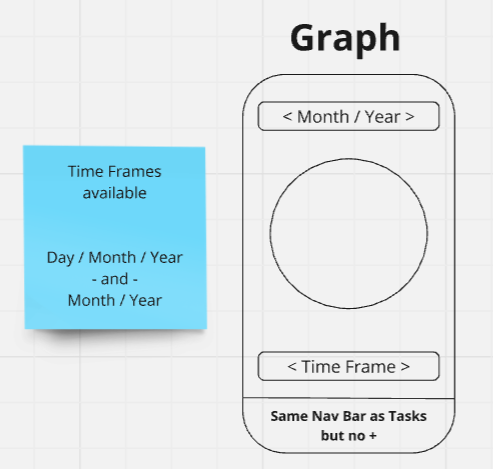 Graph
< Month / Year >
Time Frames
available
Day / Month / Year
- and -
Month / Year
< Time Frame >
Same Nav Bar as Tasks
but no +